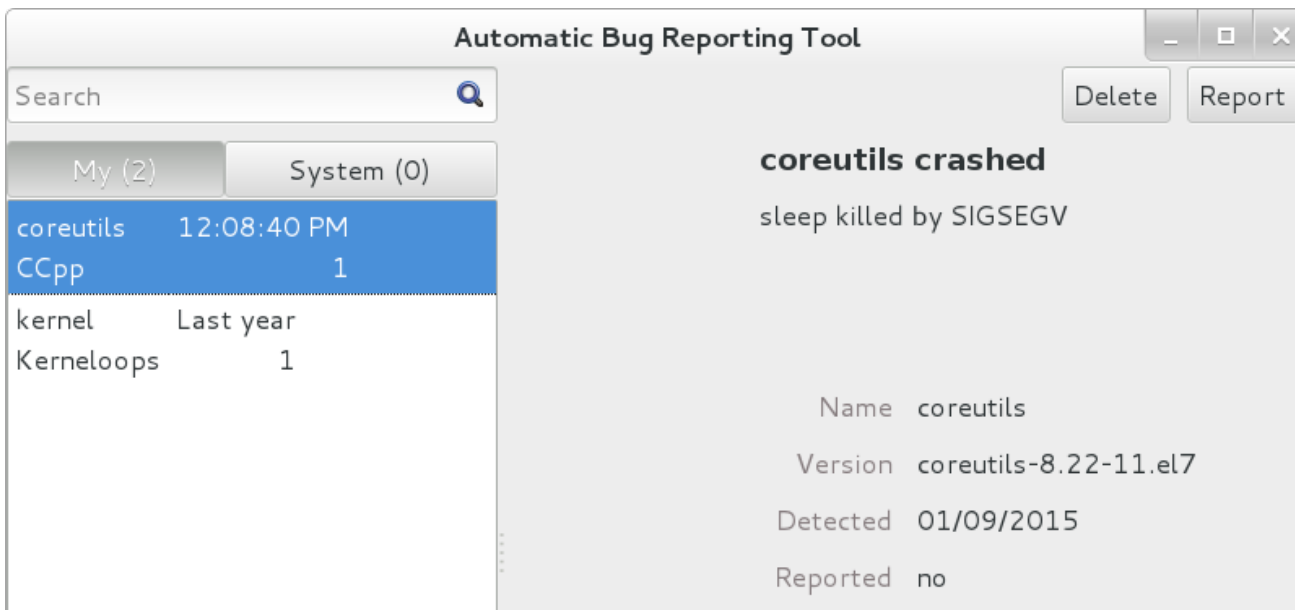 Automatic Bug Reporting Tool
Search
Delete Report
My (2) System (0)
coreutils 12:08:40 PM
CCpp 1
kernel Last year
Kerneloops 1
coreutils crashed
sleep killed by SIGSEGV
Name coreutils
Version coreutils-8.22-11.el7
Detected 01/09/2015
Reported no